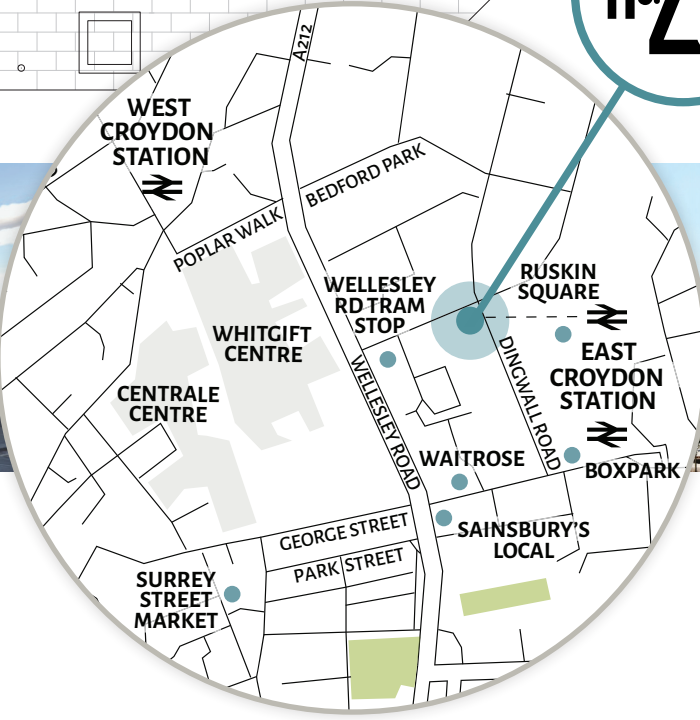 A212
WEST
CROYDON
STATION
BEDFORD PARK
POPLAR WALK
WELLESLEY
RD TRAM
STOP
RUSKIN
SQUARE
WHITGIFT
CENTRE
EAST
CROYDON
STATION
DINGWALL ROAD
WELLESLEY ROAD
CENTRALE
CENTRE
WAITROSE
BOXPARK
SAINSBURY'S
LOCAL
GEORGE STREET
PARK STREET
SURREY
STREET
MARKET